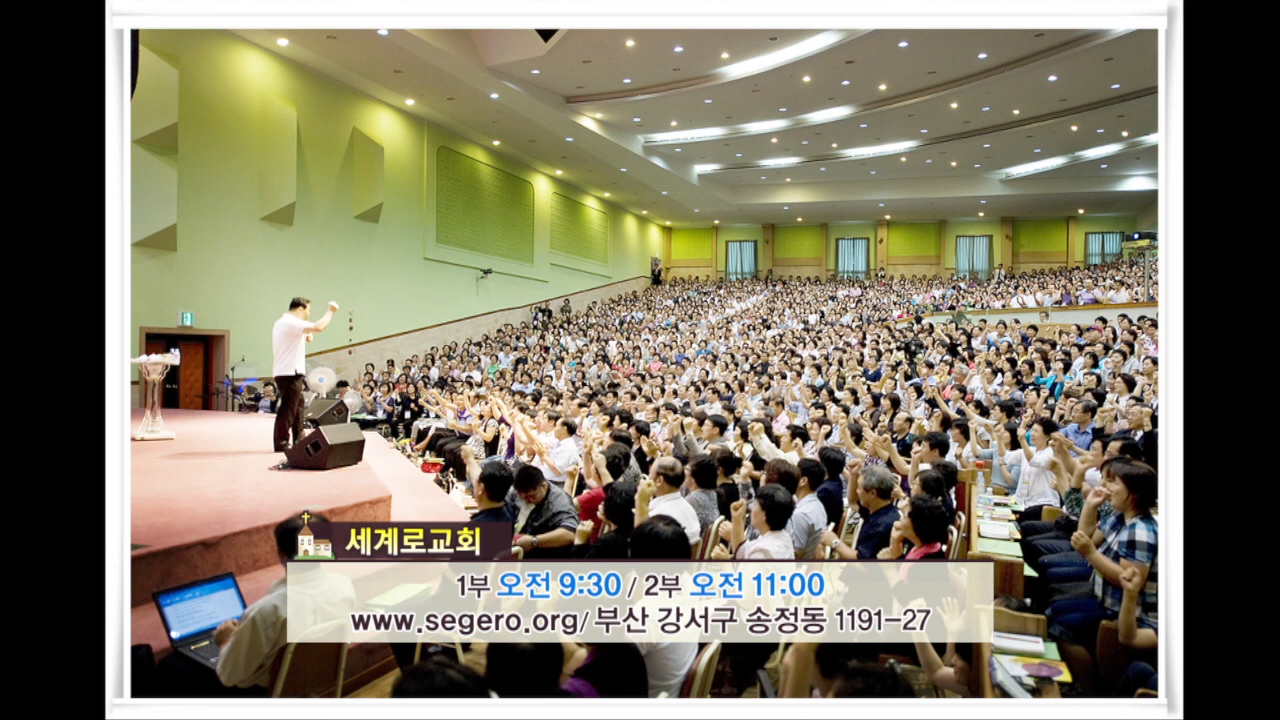 세계로교회
1부 오전 9:30 / 2부 오전 11:00
www.segero.org/ 부산 강서구 송정동 1191-27